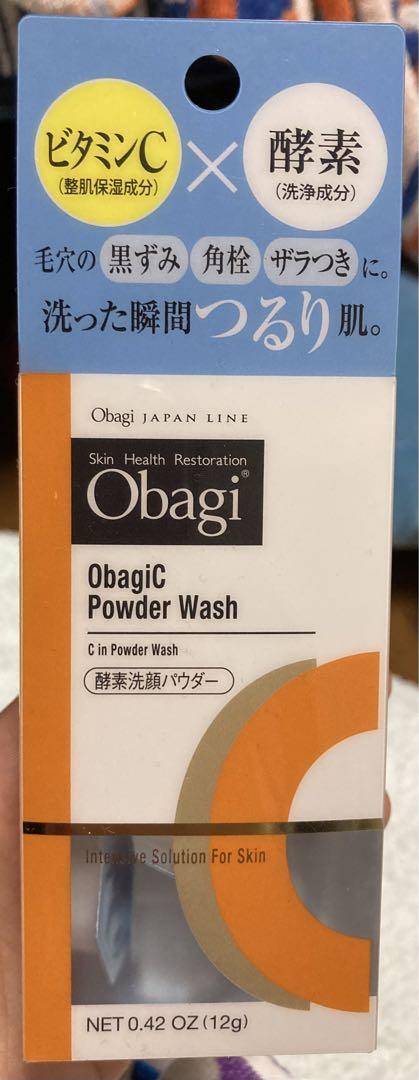 ビタミンC
(整肌保湿成分)
×
酵素
(洗浄成分)
毛穴の 黒ずみ 角栓 ザラつき に。
洗った瞬間つるり肌。
Obagi JAPAN LINE
Skin Health Restoration
Obagi®
ObagiC
Powder Wash
C in Powder Wash
酵素洗顔パウダー
Intensive Solution For Skin
NET 0.42 OZ (12g)